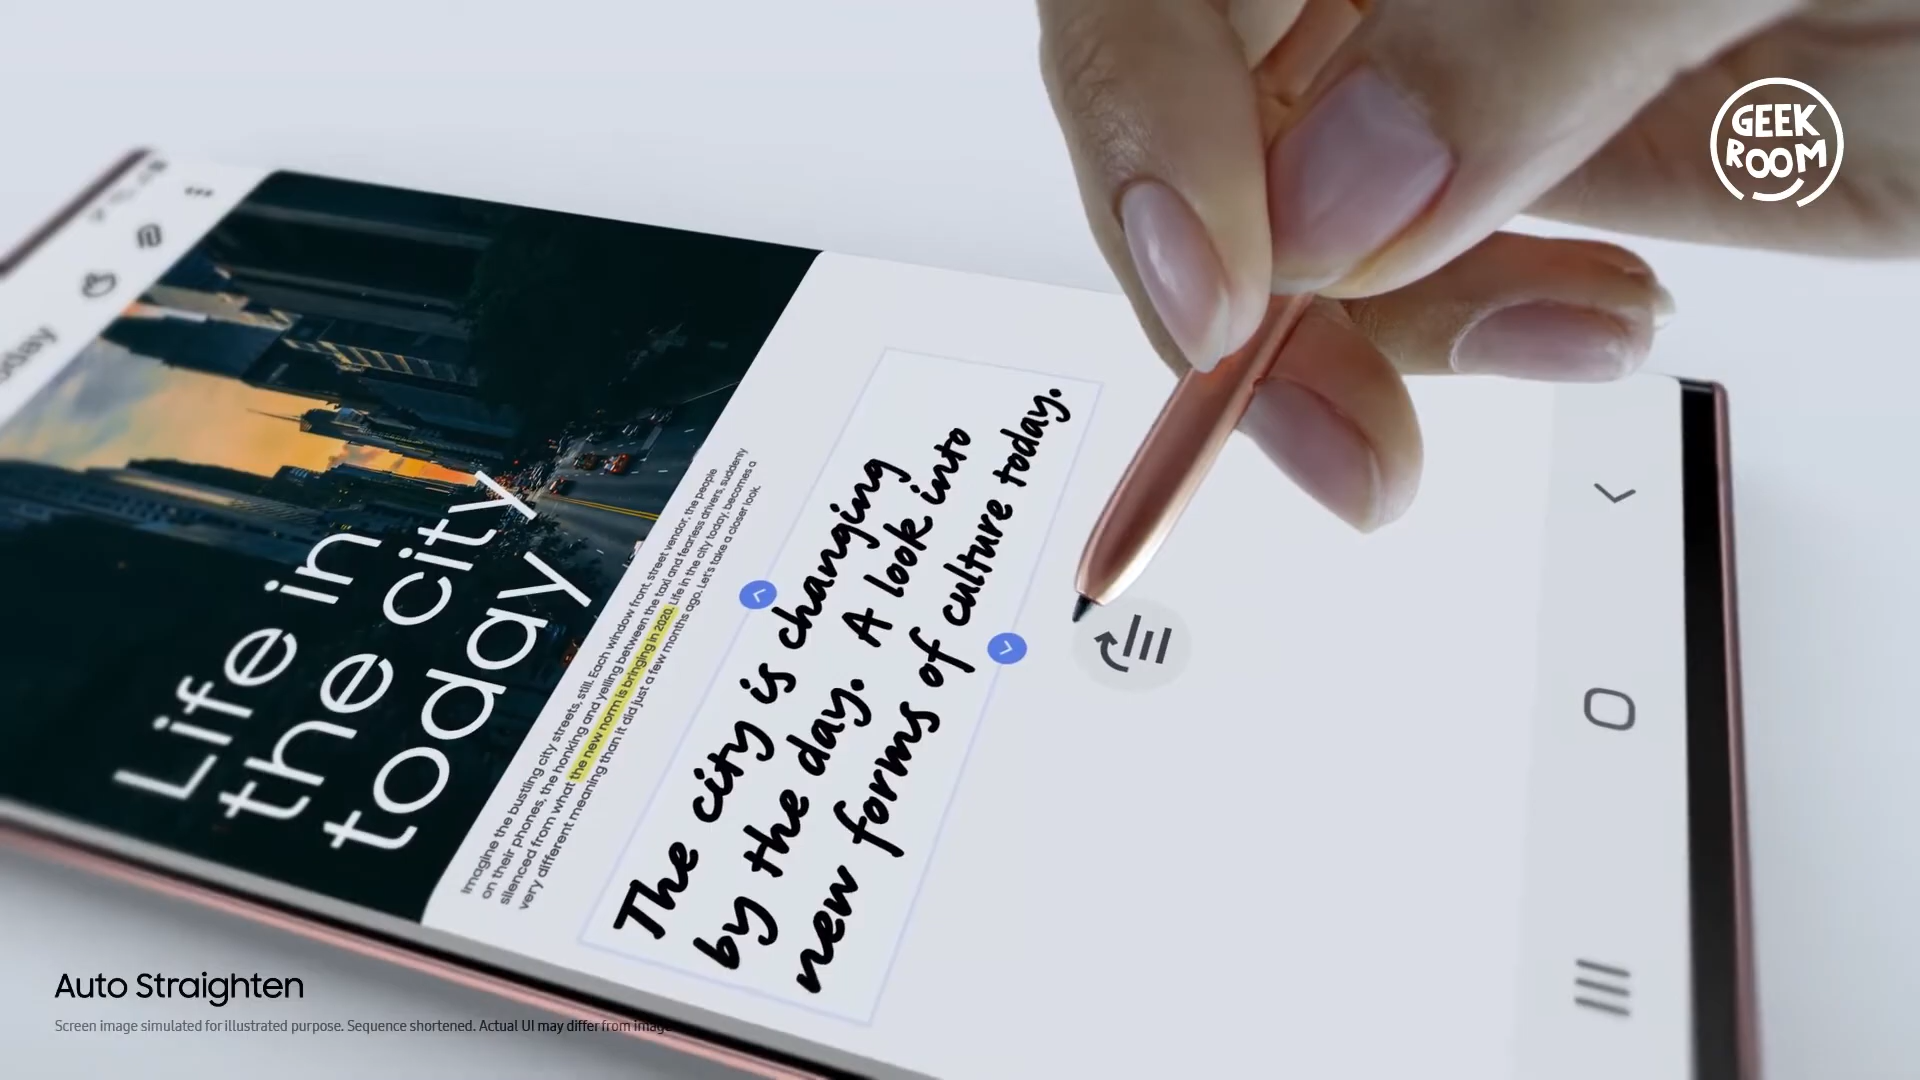 GEEK
ROOM
Life in
the city
today
Imagine the bustling city streets, still. Each window front, street vendor, the people
on their phones, the honking and yelling between the taxi and fearless drivers, suddenly
silenced from what the new norm is bringing in 2020. Life in the city today, becomes a
very different meaning than it did just a few months ago. Let's take a closer look.
The city is changing
by the day. A look into
new forms of culture today.
Auto Straighten
Screen image simulated for illustrated purpose. Sequence shortened. Actual UI may differ from image.